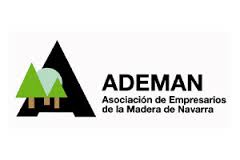 ADEMAN
Asociación de Empresarios
de la Madera de Navarra